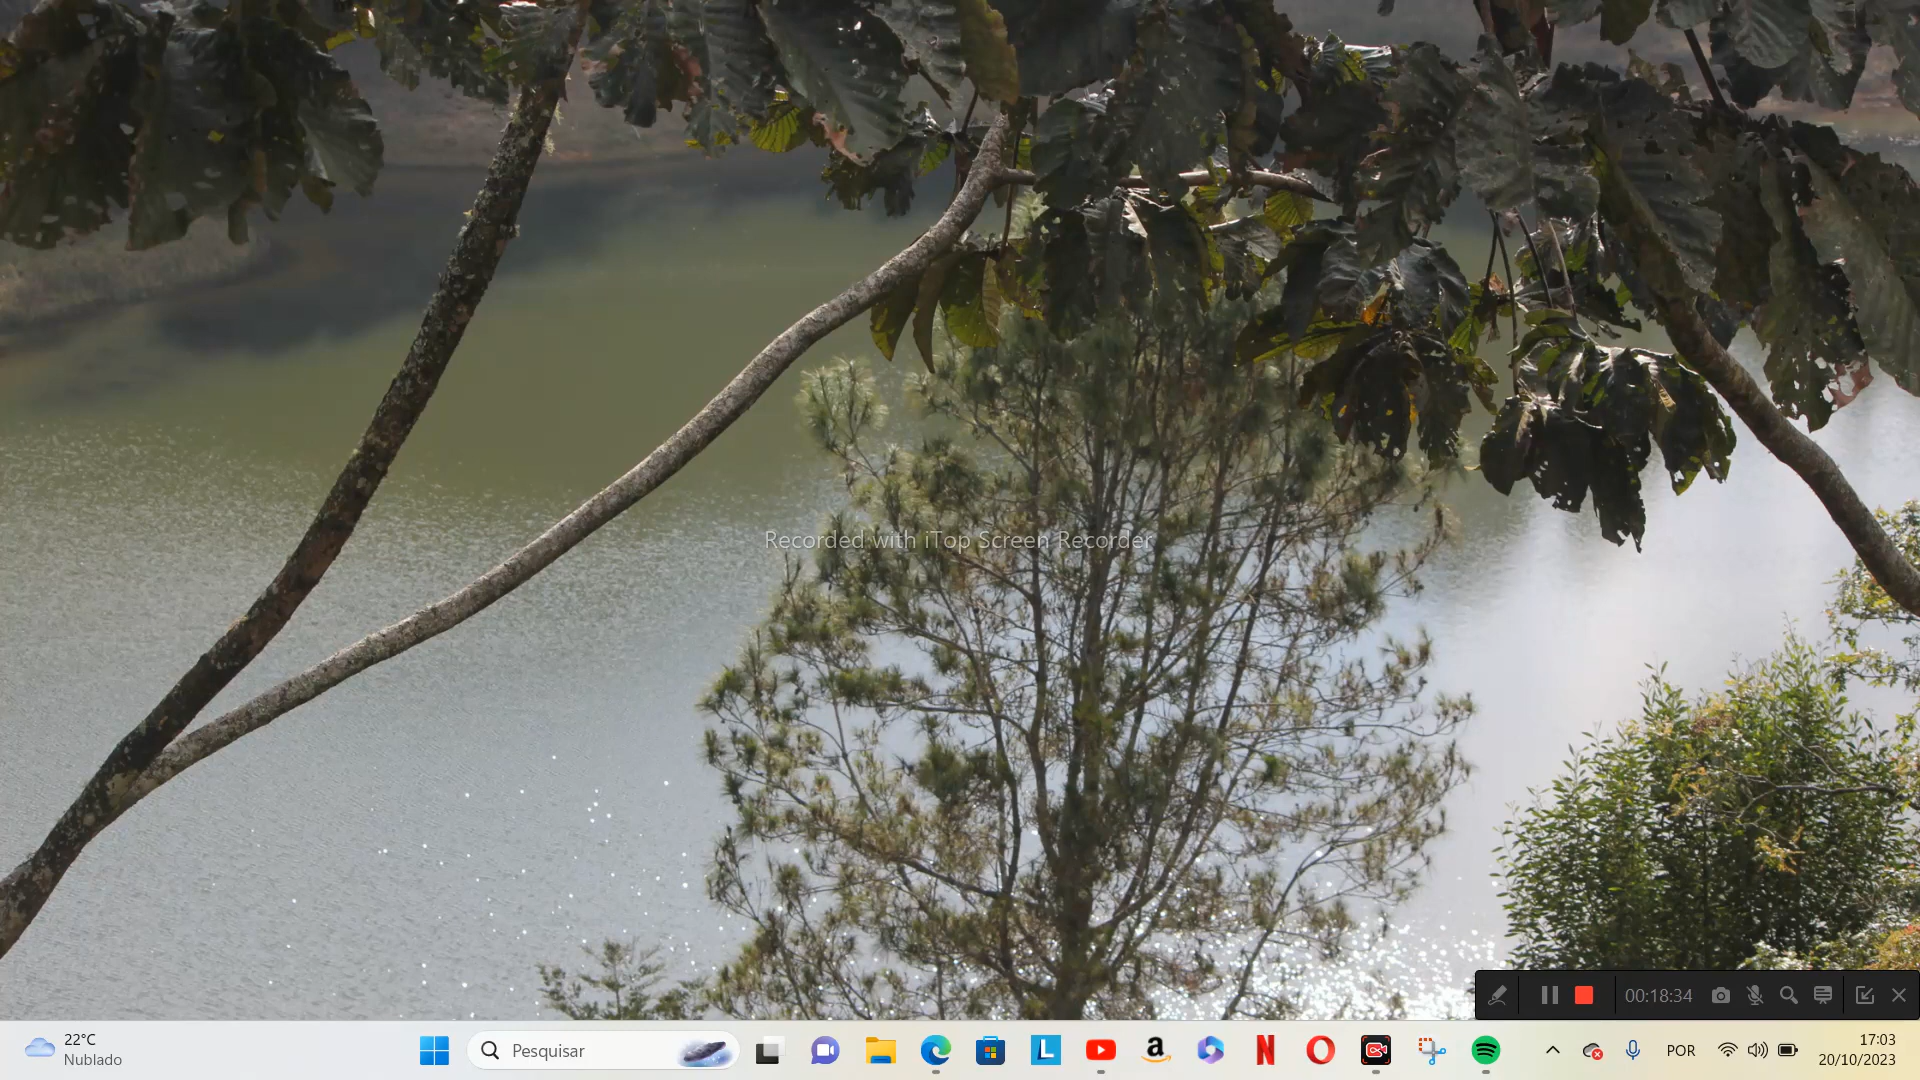 Recorded with iTop Screen Recorder
00:18:34
22°C
Nublado
Pesquisar
POR
17:03
20/10/2023